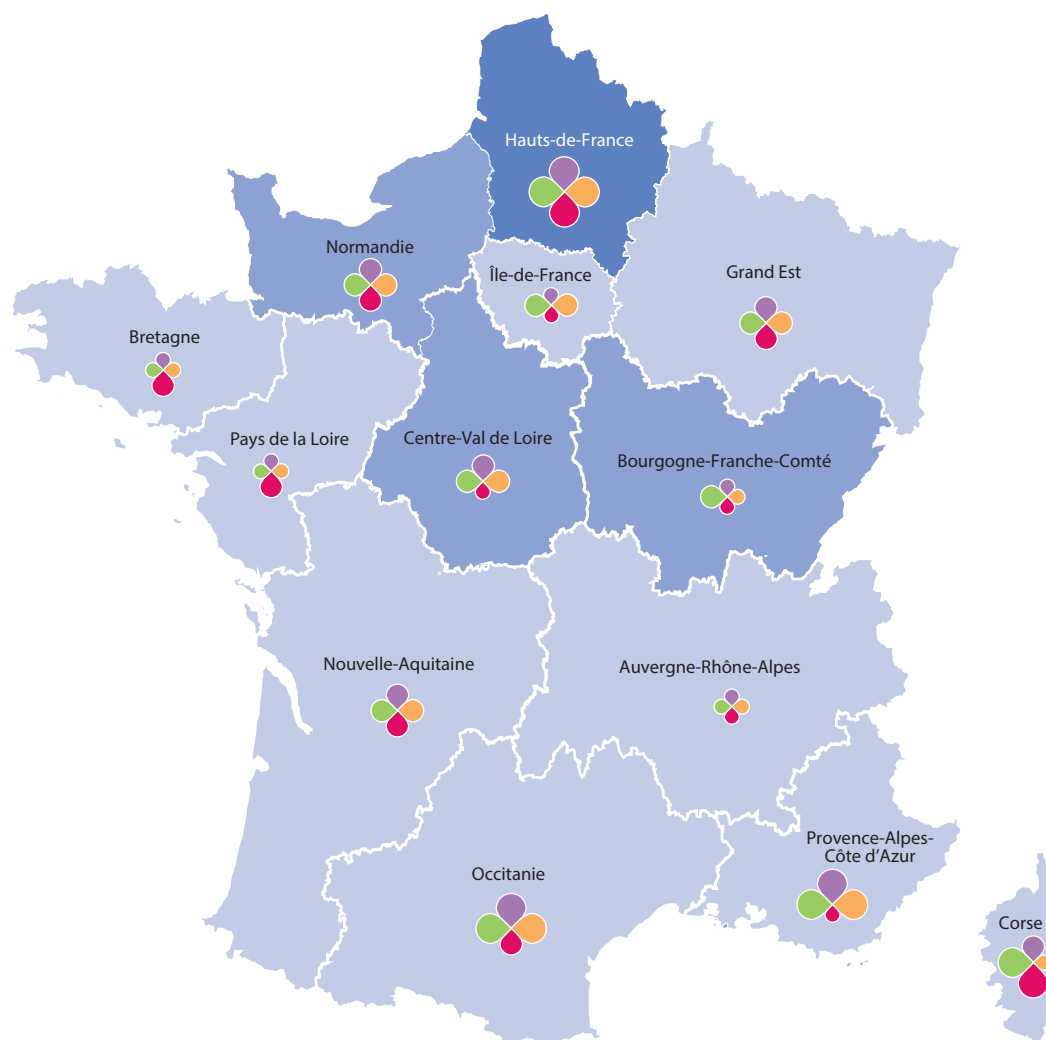 Hauts-de-France
Normandie
Île-de-France
Grand Est
Bretagne
Pays de la Loire
Centre-Val de Loire
Bourgogne-Franche-Comté
Nouvelle-Aquitaine
Auvergne-Rhône-Alpes
Provence-Alpes-
Côte d'Azur
Occitanie
Corse